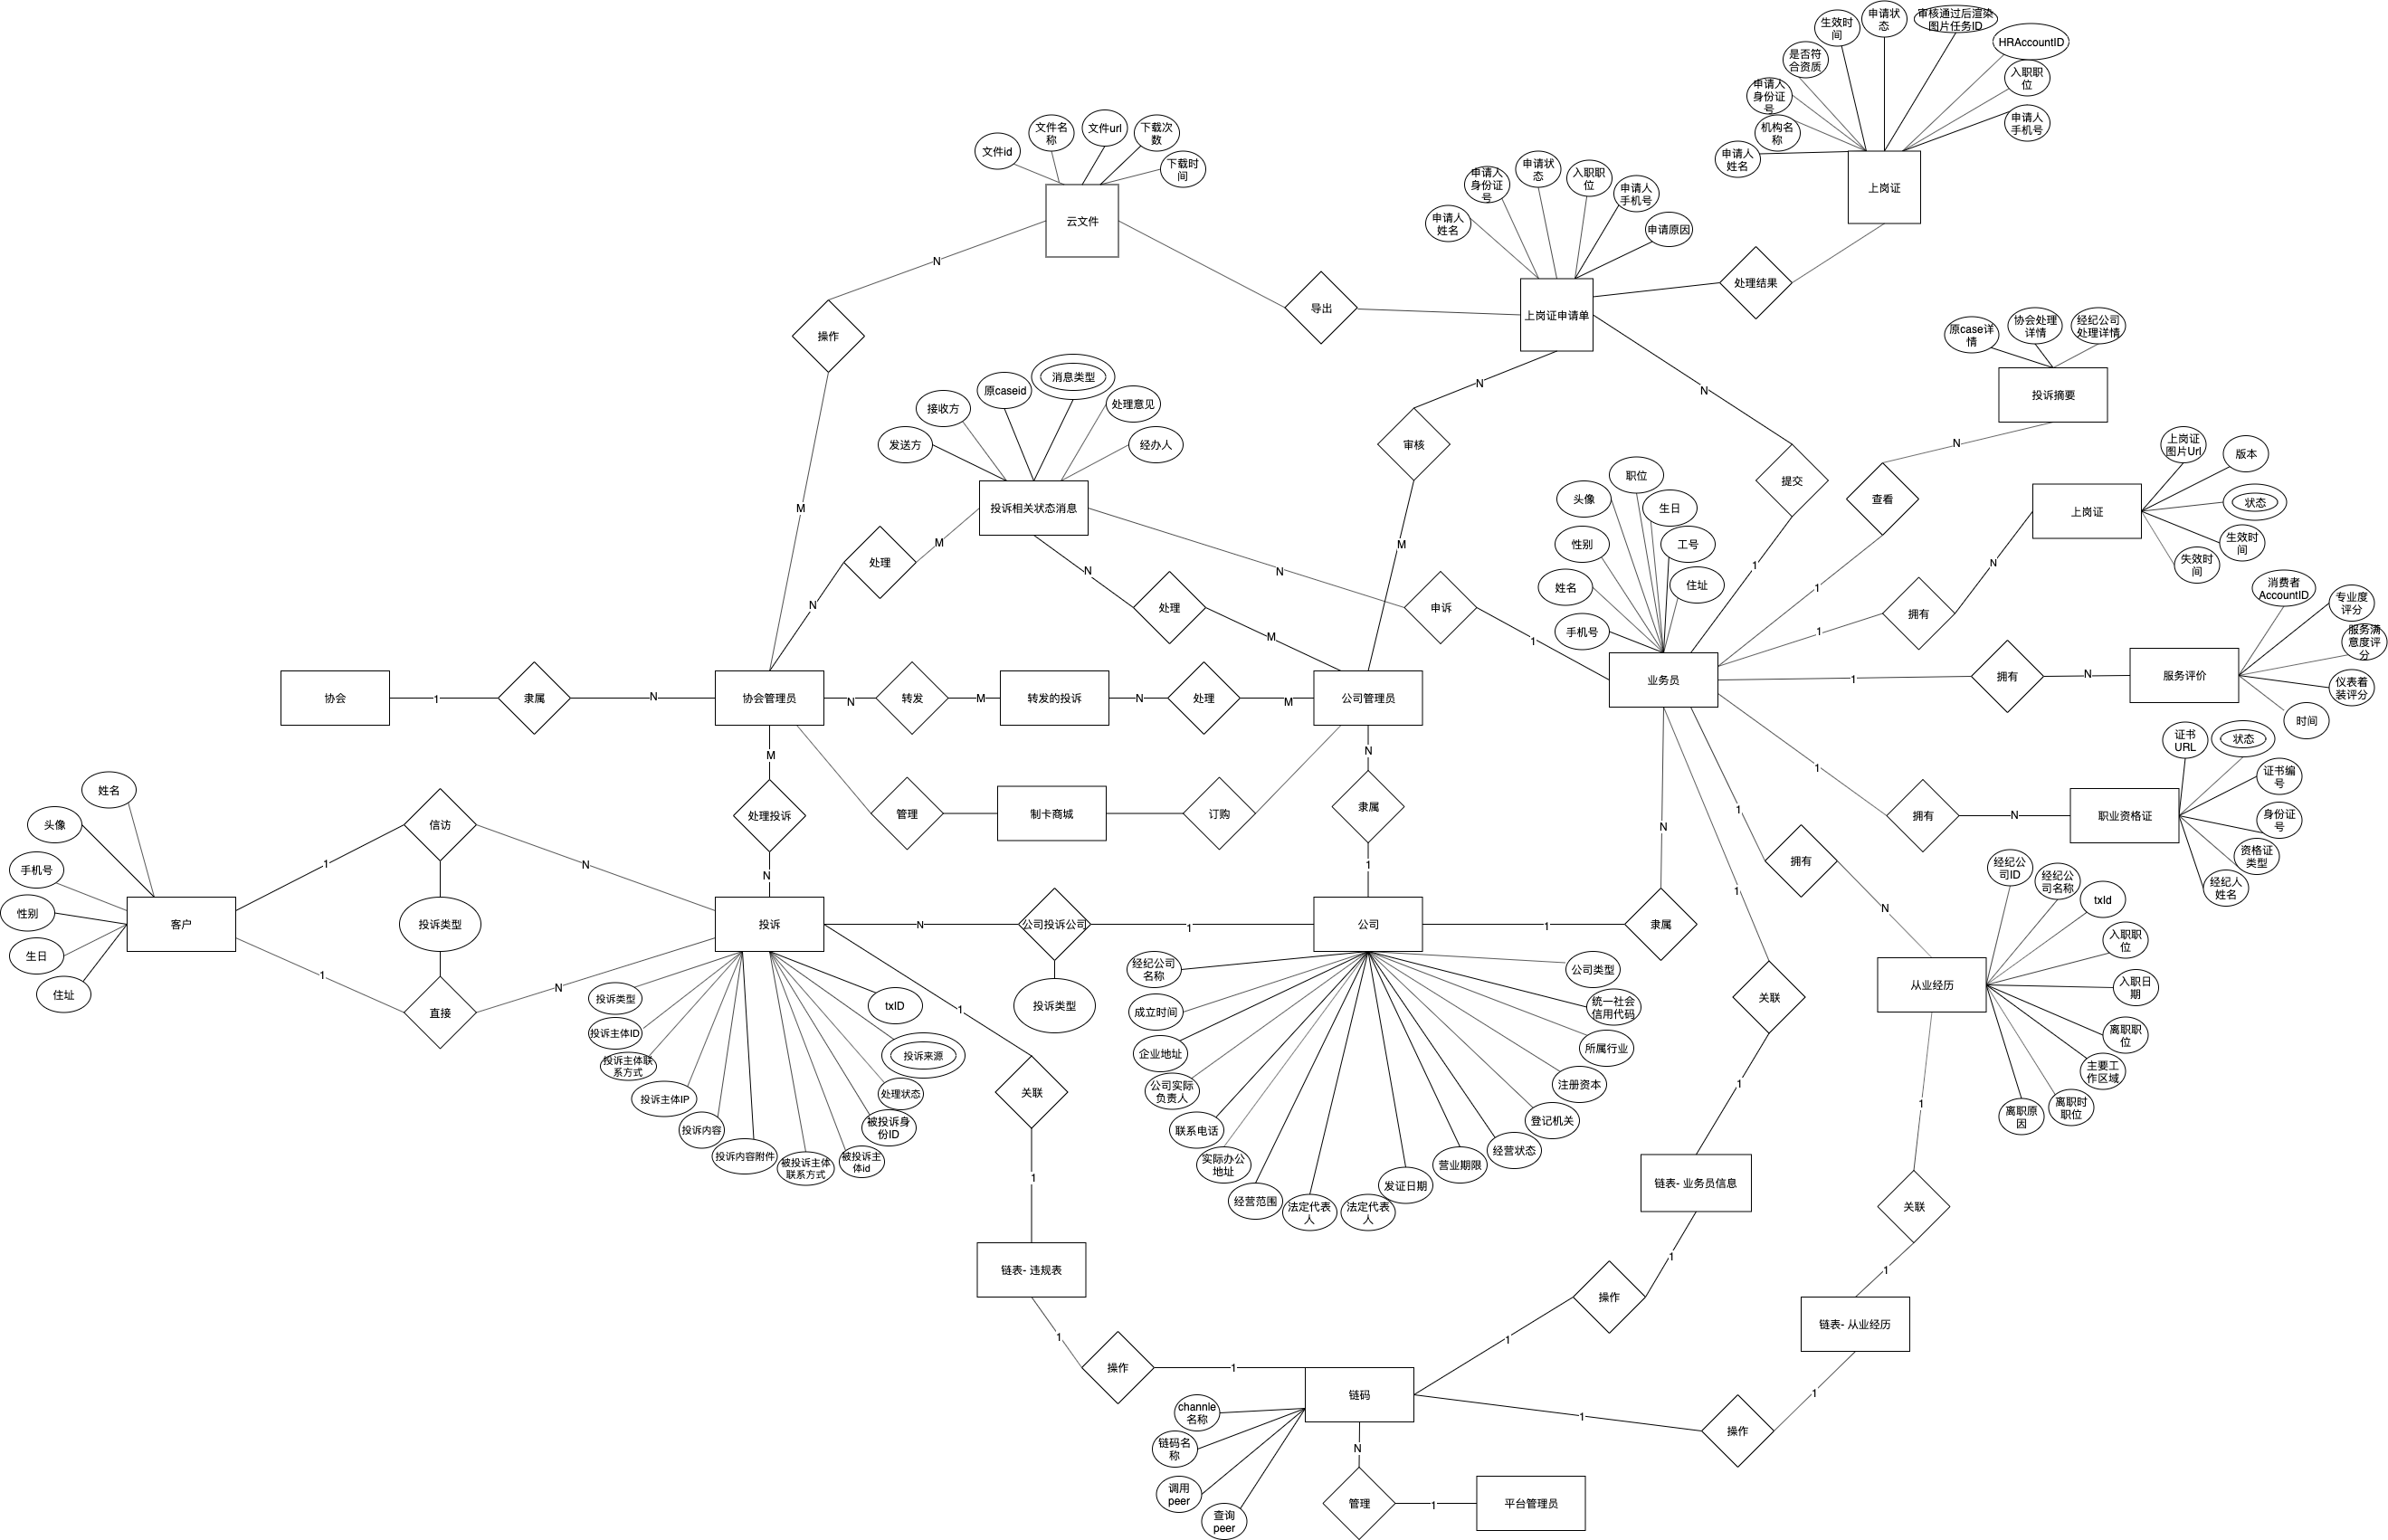 申请状
态
审核通过后渲染
图片任务ID
生效时
间
HRAccountID
是否符
合资质
入职职
位
申请人
身份证
号
申请人
手机号
机构名
称
申请人
姓名
上岗证
文件id
文件名
称
文件url
下载次
数
下载时
间
云文件
申请人
姓名
申请人
身份证
号
申请状
态
入职职
位
申请人
手机号
申请原因
上岗证申请单
处理结果
导出
N
操作
M
N
审核
M
N
提交
1
原case详
情
协会处理
详情
经纪公司
处理详情
投诉摘要
N
查看
1
发送方
接收方
原caseid
消息类型
处理意见
经办人
投诉相关状态消息
M
处理
N
N
处理
M
N
申诉
1
职位
头像
生日
性别
工号
姓名
住址
手机号
业务员
上岗证
图片Url
版本
状态
生效时
间
失效时
间
上岗证
N
拥有
1
消费者
AccountID
专业度
评分
服务满
意度评
分
仪表着
装评分
时间
服务评价
N
拥有
1
协会
1
隶属
N
协会管理员
N
转发
M
转发的投诉
N
处理
M
公司管理员
证书
URL
状态
证书编
号
身份证
号
资格证
类型
经纪人
姓名
职业资格证
N
拥有
1
M
处理投诉
N
管理
制卡商城
订购
N
隶属
1
N
隶属
1
1
拥有
N
姓名
头像
手机号
性别
生日
住址
客户
1
信访
N
投诉类型
1
直接
N
投诉
N
公司投诉公司
1
投诉类型
公司
经纪公
司ID
经纪公
司名称
txId
入职职
位
入职日
期
离职职
位
主要工
作区域
离职时
职位
离职原
因
从业经历
投诉类型
投诉主体ID
投诉主体联
系方式
投诉主体IP
投诉内容
投诉内容附件
被投诉主体
联系方式
被投诉主
体id
被投诉身
份ID
处理状态
投诉来源
txID
经纪公司
名称
成立时间
企业地址
公司实际
负责人
联系电话
实际办公
地址
经营范围
法定代表
人
法定代表
人
发证日期
营业期限
经营状态
登记机关
注册资本
所属行业
统一社会
信用代码
公司类型
1
关联
1
链表- 违规表
1
操作
1
1
关联
1
链表- 业务员信息
1
操作
1
1
关联
1
链表- 从业经历
1
操作
1
链码
channle
名称
链码名
称
调用
peer
查询
peer
N
管理
1
平台管理员